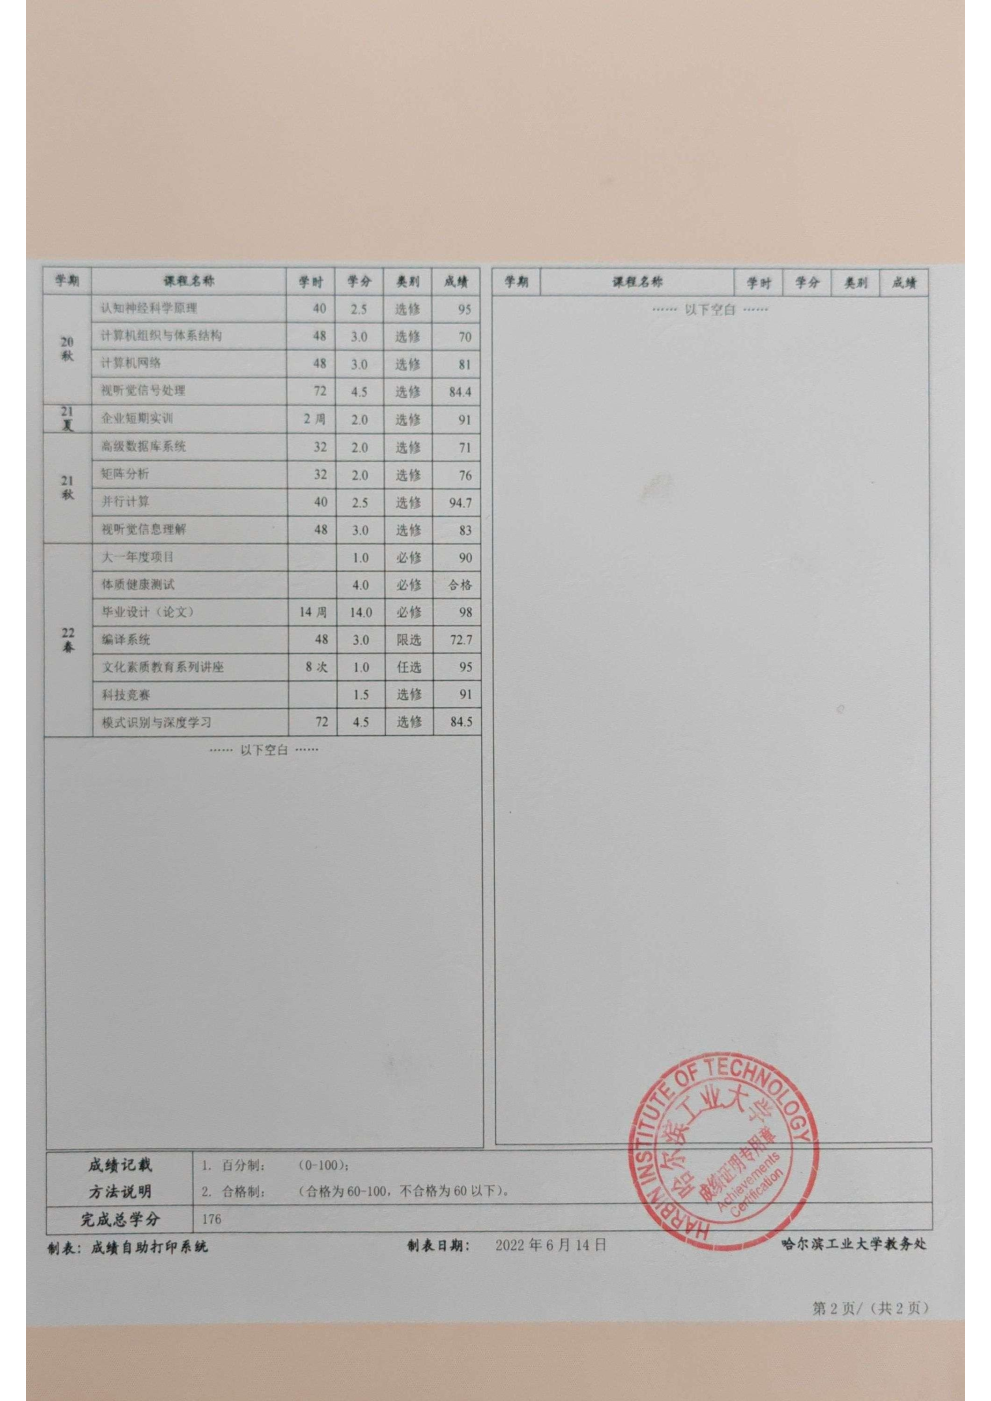 学期 课程名称 学时 学分 类别 成绩
20秋 认知神经科学原理 40 2.5 选修 95
计算机组织与体系结构 48 3.0 选修 70
计算机网络 48 3.0 选修 81
视听觉信号处理 72 4.5 选修 84.4
21夏 企业短期实训 2 周 2.0 选修 91
21秋 高级数据库系统 32 2.0 选修 71
矩阵分析 32 2.0 选修 76
并行计算 40 2.5 选修 94.7
视听觉信息理解 48 3.0 选修 83
22春 大一年度项目 1.0 必修 90
体质健康测试 4.0 必修 合格
毕业设计（论文） 14 周 14.0 必修 98
编译系统 48 3.0 限选 72.7
文化素质教育系列讲座 8 次 1.0 任选 95
科技竞赛 1.5 选修 91
模式识别与深度学习 72 4.5 选修 84.5
…… 以下空白 ……
学期 课程名称 学时 学分 类别 成绩
…… 以下空白 ……
成绩记载方法说明
1. 百分制： （0-100）；
2. 合格制： （合格为 60-100，不合格为 60 以下）。
完成总学分 176
制表：成绩自助打印系统 制表日期： 2022 年 6 月 14 日 哈尔滨工业大学教务处
HARBIN INSTITUTE OF TECHNOLOGY
哈尔滨工业大学
成绩证明专用章
Achievements
Certification
第 2 页/（共 2 页）